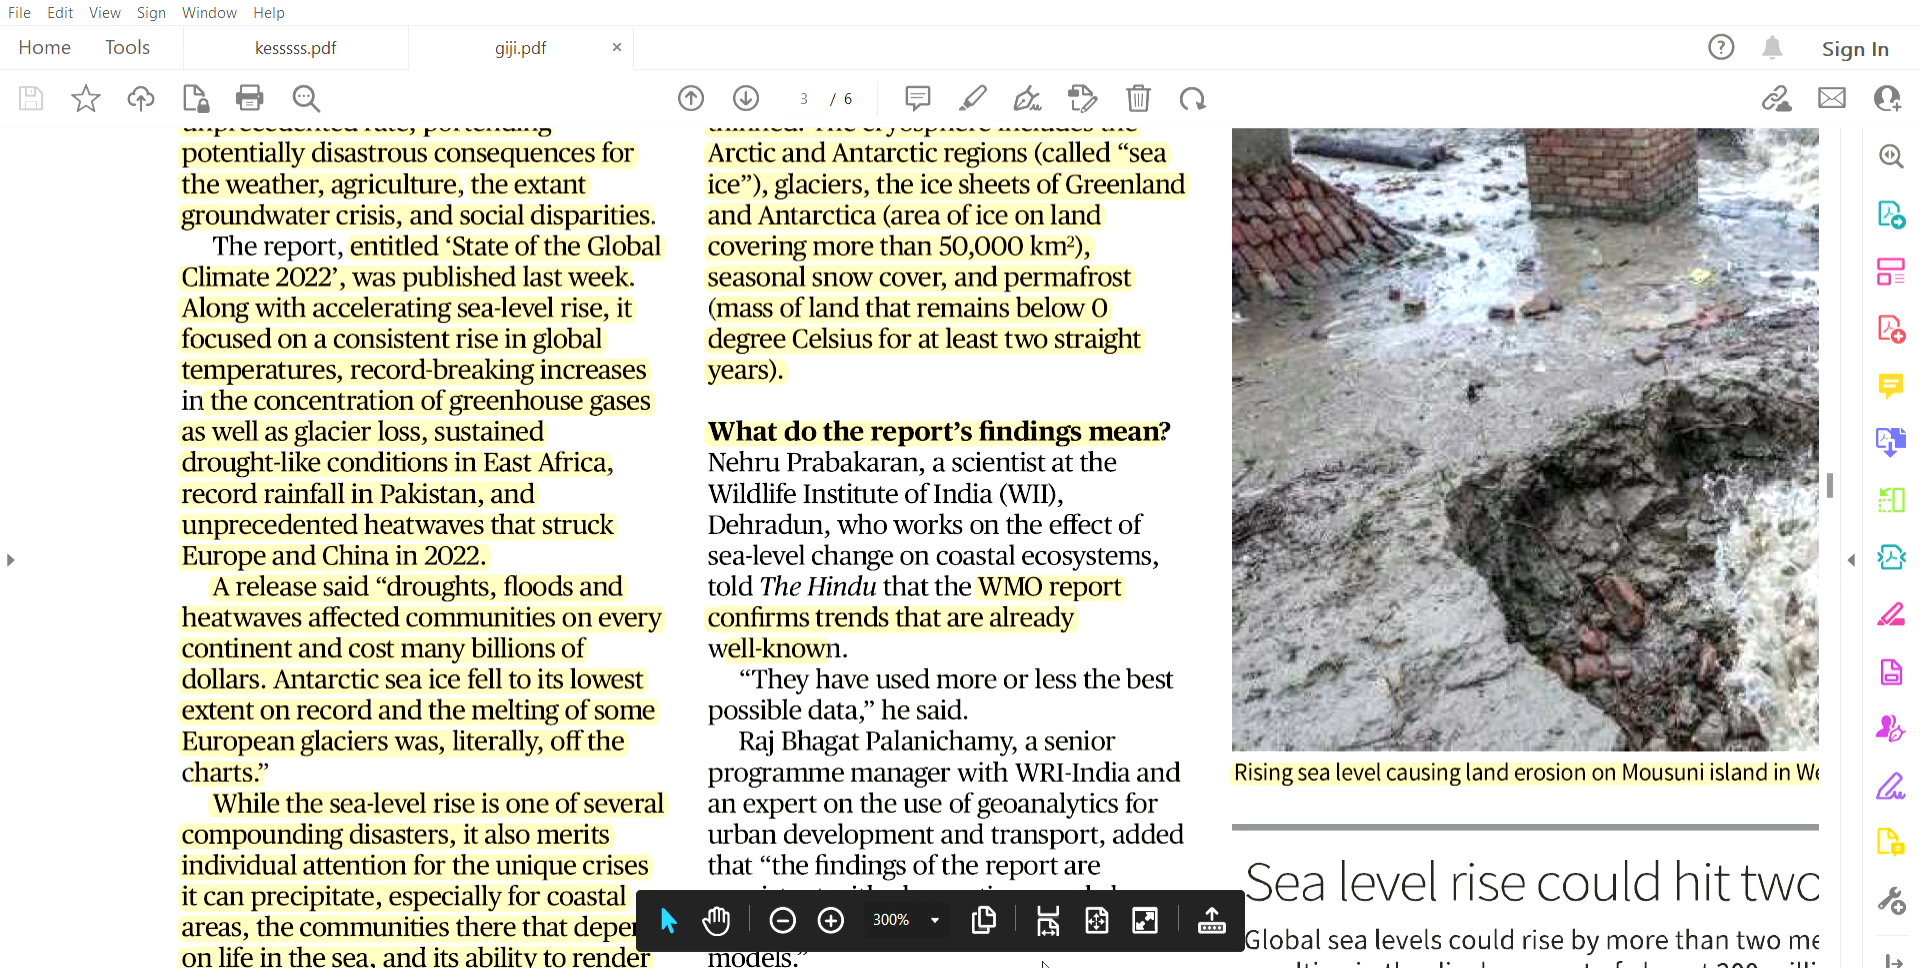 File Edit View Sign Window Help
Home Tools kesssss.pdf giji.pdf × Sign In
3 / 6
unprecedented rate, portending
potentially disastrous consequences for
the weather, agriculture, the extant
groundwater crisis, and social disparities.
The report, entitled ‘State of the Global
Climate 2022’, was published last week.
Along with accelerating sea-level rise, it
focused on a consistent rise in global
temperatures, record-breaking increases
in the concentration of greenhouse gases
as well as glacier loss, sustained
drought-like conditions in East Africa,
record rainfall in Pakistan, and
unprecedented heatwaves that struck
Europe and China in 2022.
A release said “droughts, floods and
heatwaves affected communities on every
continent and cost many billions of
dollars. Antarctic sea ice fell to its lowest
extent on record and the melting of some
European glaciers was, literally, off the
charts.”
While the sea-level rise is one of several
compounding disasters, it also merits
individual attention for the unique crises
it can precipitate, especially for coastal
areas, the communities there that depen
on life in the sea, and its ability to render
thinned. The cryosphere includes the
Arctic and Antarctic regions (called “sea
ice”), glaciers, the ice sheets of Greenland
and Antarctica (area of ice on land
covering more than 50,000 km²),
seasonal snow cover, and permafrost
(mass of land that remains below 0
degree Celsius for at least two straight
years).
What do the report’s findings mean?
Nehru Prabakaran, a scientist at the
Wildlife Institute of India (WII),
Dehradun, who works on the effect of
sea-level change on coastal ecosystems,
told The Hindu that the WMO report
confirms trends that are already
well-known.
“They have used more or less the best
possible data,” he said.
Raj Bhagat Palanichamy, a senior
programme manager with WRI-India and
an expert on the use of geoanalytics for
urban development and transport, added
that “the findings of the report are
models.”
Rising sea level causing land erosion on Mousuni island in We
Sea level rise could hit two
Global sea levels could rise by more than two me
300%